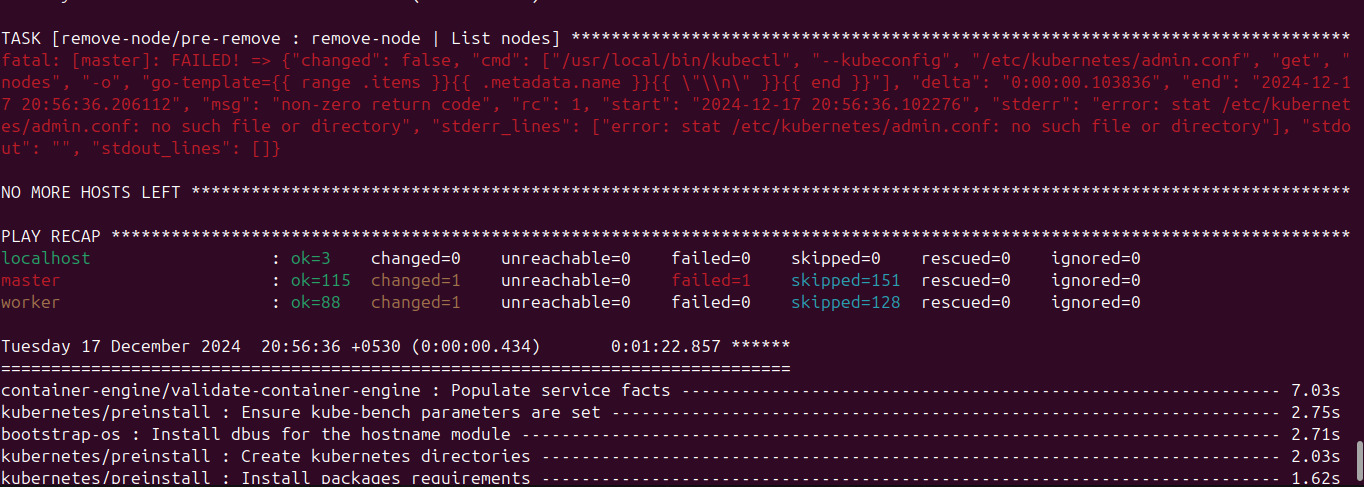 TASK [remove-node/pre-remove : remove-node | List nodes] ******************************************************************************
fatal: [master]: FAILED! => {"changed": false, "cmd": ["/usr/local/bin/kubectl", "--kubeconfig", "/etc/kubernetes/admin.conf", "get", "
nodes", "-o", "go-template={{ range .items }}{{ .metadata.name }}{{ \"\\n\" }}{{ end }}"], "delta": "0:00:00.103836", "end": "2024-12-1
7 20:56:36.206112", "msg": "non-zero return code", "rc": 1, "start": "2024-12-17 20:56:36.102276", "stderr": "error: stat /etc/kubernet
es/admin.conf: no such file or directory", "stderr_lines": ["error: stat /etc/kubernetes/admin.conf: no such file or directory"], "stdo
ut": "", "stdout_lines": []}
NO MORE HOSTS LEFT ********************************************************************************************************************
PLAY RECAP ****************************************************************************************************************************
localhost                  : ok=3    changed=0    unreachable=0    failed=0    skipped=0    rescued=0    ignored=0
master                     : ok=115  changed=1    unreachable=0    failed=1    skipped=151  rescued=0    ignored=0
worker                     : ok=88   changed=1    unreachable=0    failed=0    skipped=128  rescued=0    ignored=0
Tuesday 17 December 2024  20:56:36 +0530 (0:00:00.434)       0:01:22.857 ******
===============================================================================
container-engine/validate-container-engine : Populate service facts ------------------------------------------------------------ 7.03s
kubernetes/preinstall : Ensure kube-bench parameters are set ------------------------------------------------------------------- 2.75s
bootstrap-os : Install dbus for the hostname module ---------------------------------------------------------------------------- 2.71s
kubernetes/preinstall : Create kubernetes directories -------------------------------------------------------------------------- 2.03s
kubernetes/preinstall : Install packages requirements -------------------------------------------------------------------------- 1.62s